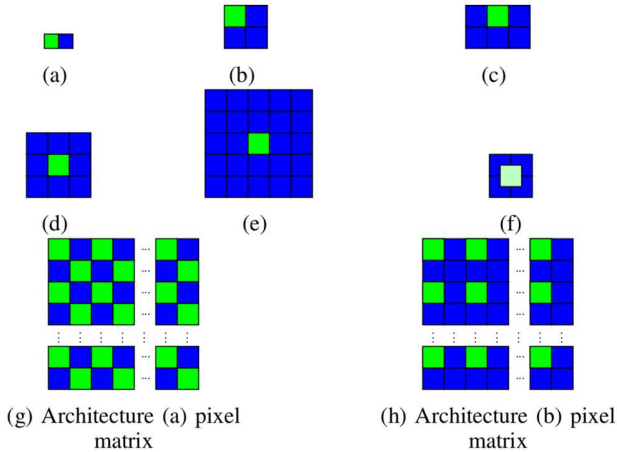 (a)
(b)
(c)
(d)
(e)
(f)
(g) Architecture (a) pixel
matrix
(h) Architecture (b) pixel
matrix